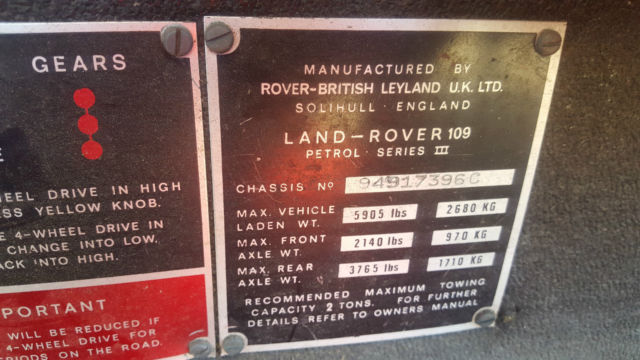 GEARS
WHEEL DRIVE IN HIGH
ESS YELLOW KNOB.
E 4-WHEEL DRIVE IN
CHANGE INTO LOW.
ACK INTO HIGH.
PORTANT
WILL BE REDUCED IF
4-WHEEL DRIVE FOR
RIODS ON THE ROAD.
MANUFACTURED BY
ROVER-BRITISH LEYLAND U.K. LTD.
SOLIHULL · ENGLAND
LAND-ROVER 109
PETROL · SERIES III
CHASSIS Nº 94917396C
MAX. VEHICLE LADEN WT. 5905 lbs 2680 KG
MAX. FRONT AXLE WT. 2140 lbs 970 KG
MAX. REAR AXLE WT. 3765 lbs 1710 KG
RECOMMENDED MAXIMUM TOWING
CAPACITY 2 TONS. FOR FURTHER
DETAILS REFER TO OWNERS MANUAL